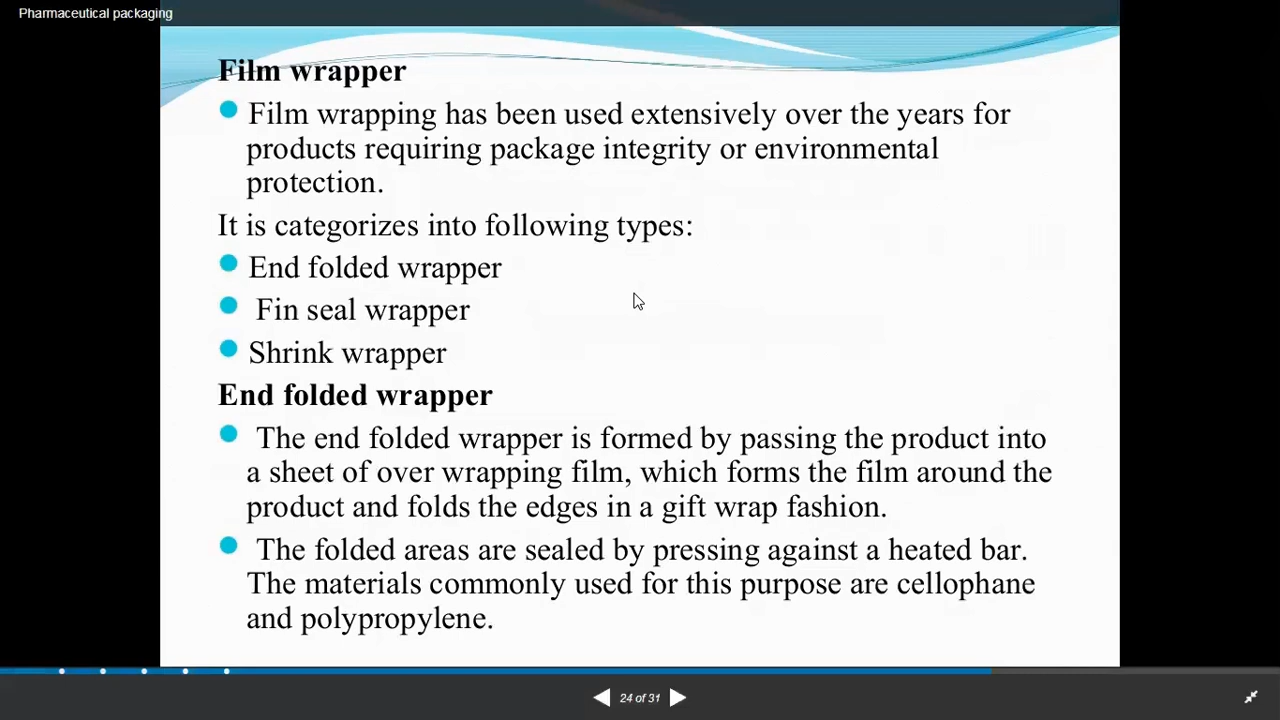 Pharmaceutical packaging
Film wrapper
Film wrapping has been used extensively over the years for
products requiring package integrity or environmental
protection.
It is categorizes into following types:
End folded wrapper
Fin seal wrapper
Shrink wrapper
End folded wrapper
The end folded wrapper is formed by passing the product into
a sheet of over wrapping film, which forms the film around the
product and folds the edges in a gift wrap fashion.
The folded areas are sealed by pressing against a heated bar.
The materials commonly used for this purpose are cellophane
and polypropylene.
24 of 31